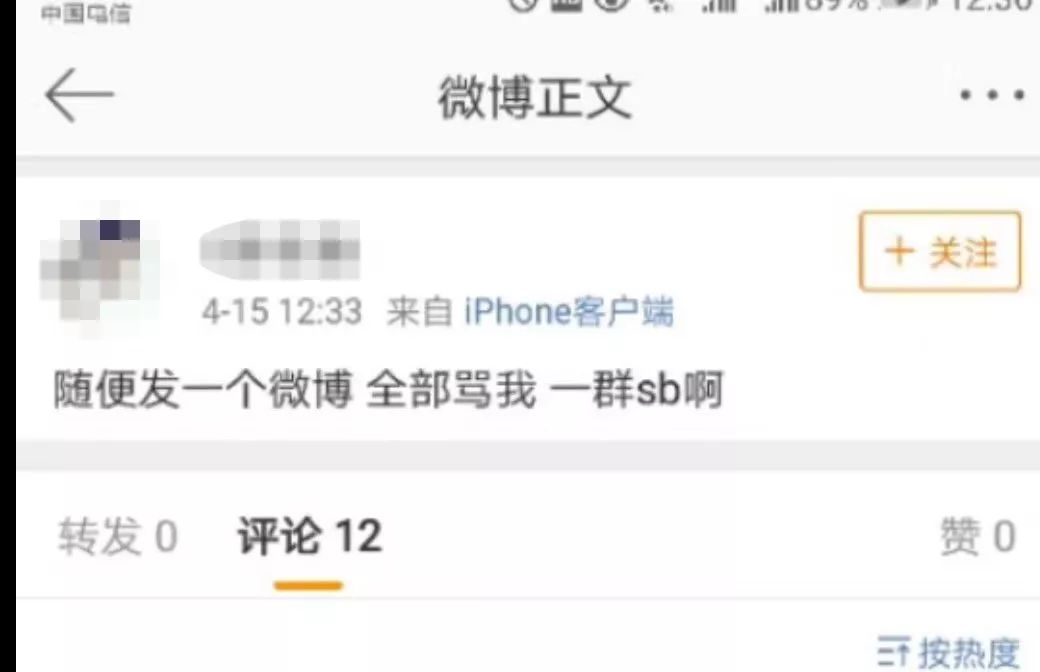 中国电信
89% 12:36
微博正文
+ 关注
4-15 12:33 来自 iPhone客户端
随便发一个微博 全部骂我 一群sb啊
转发 0 评论 12 赞 0
按热度